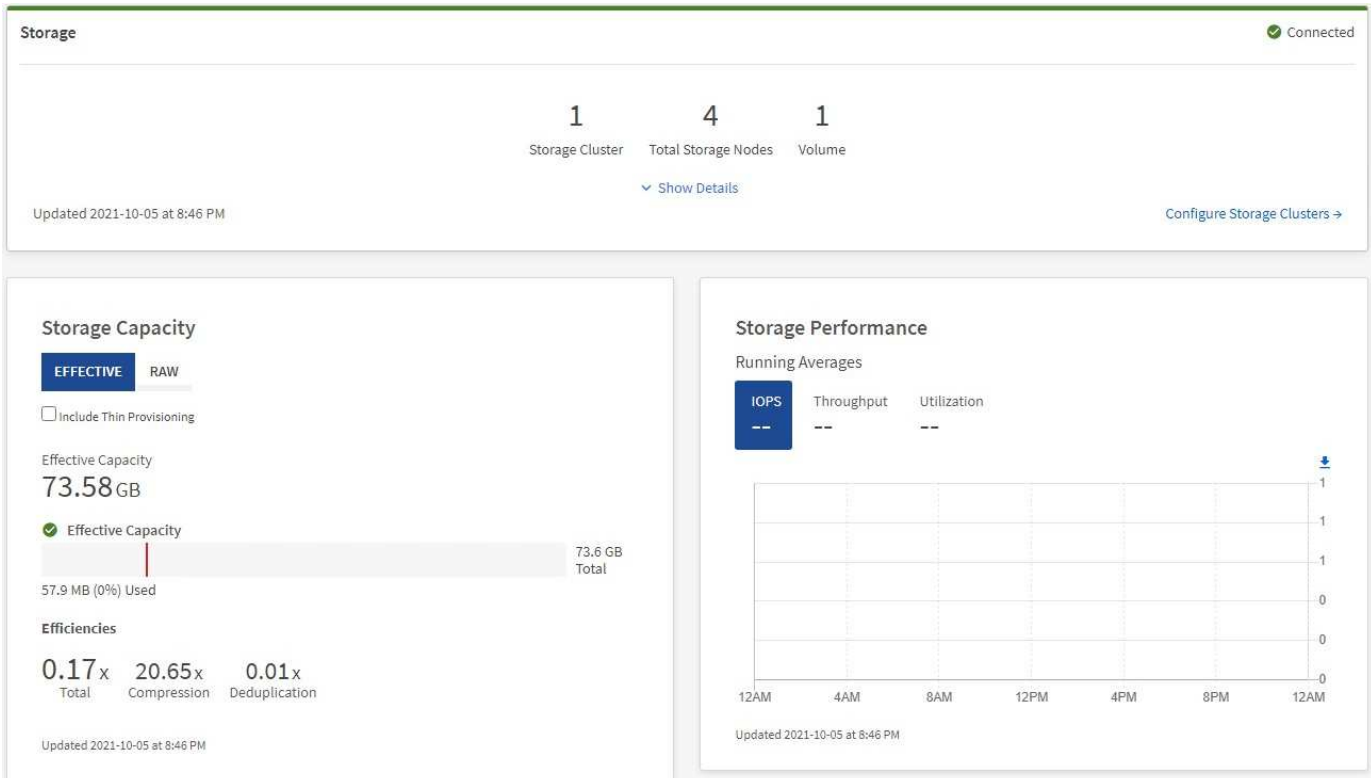 Storage
Connected
1 4 1
Storage Cluster Total Storage Nodes Volume
Show Details
Updated 2021-10-05 at 8:46 PM
Configure Storage Clusters →
Storage Capacity
EFFECTIVE RAW
Include Thin Provisioning
Effective Capacity
73.58 GB
Effective Capacity
73.6 GB
Total
57.9 MB (0%) Used
Efficiencies
0.17x 20.65x 0.01x
Total Compression Deduplication
Updated 2021-10-05 at 8:46 PM
Storage Performance
Running Averages
IOPS Throughput Utilization
-- -- --
1
1
1
0
0
0
12AM 4AM 8AM 12PM 4PM 8PM 12AM
Updated 2021-10-05 at 8:46 PM